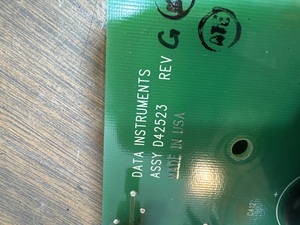 DATA INSTRUMENTS
ASSY D42523 REV G
MADE IN USA